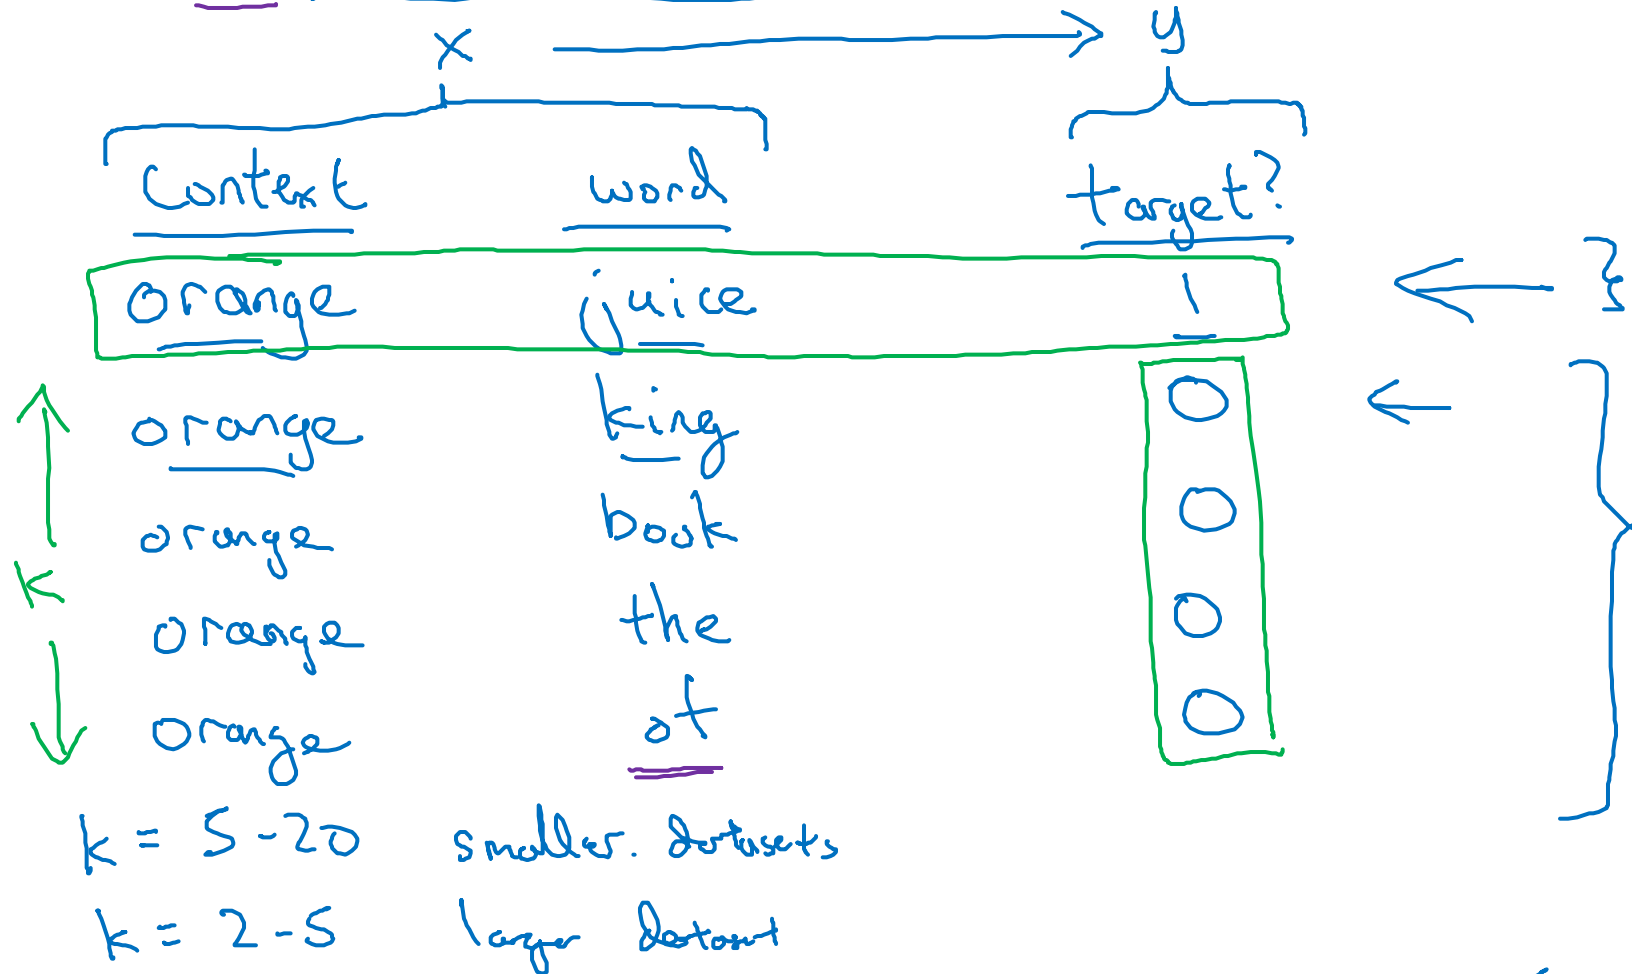 x → y
Context word target?
orange juice 1
orange king 0
orange book 0
orange the 0
orange of 0
k
k = 5-20 smaller. datasets
k = 2-5 larger dataset